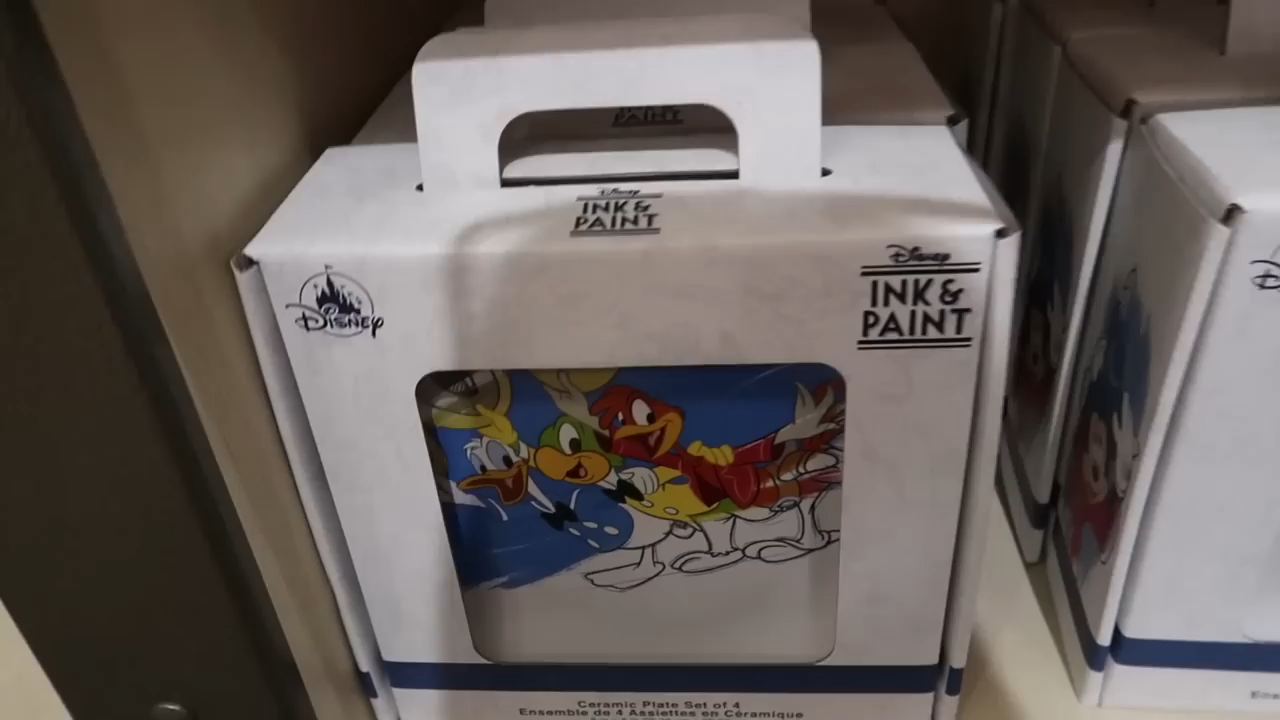 PAINT
Disney
INK &
PAINT
Disney
Disney
INK &
PAINT
Ceramic Plate Set of 4
Ensemble de 4 Assiettes en Céramique